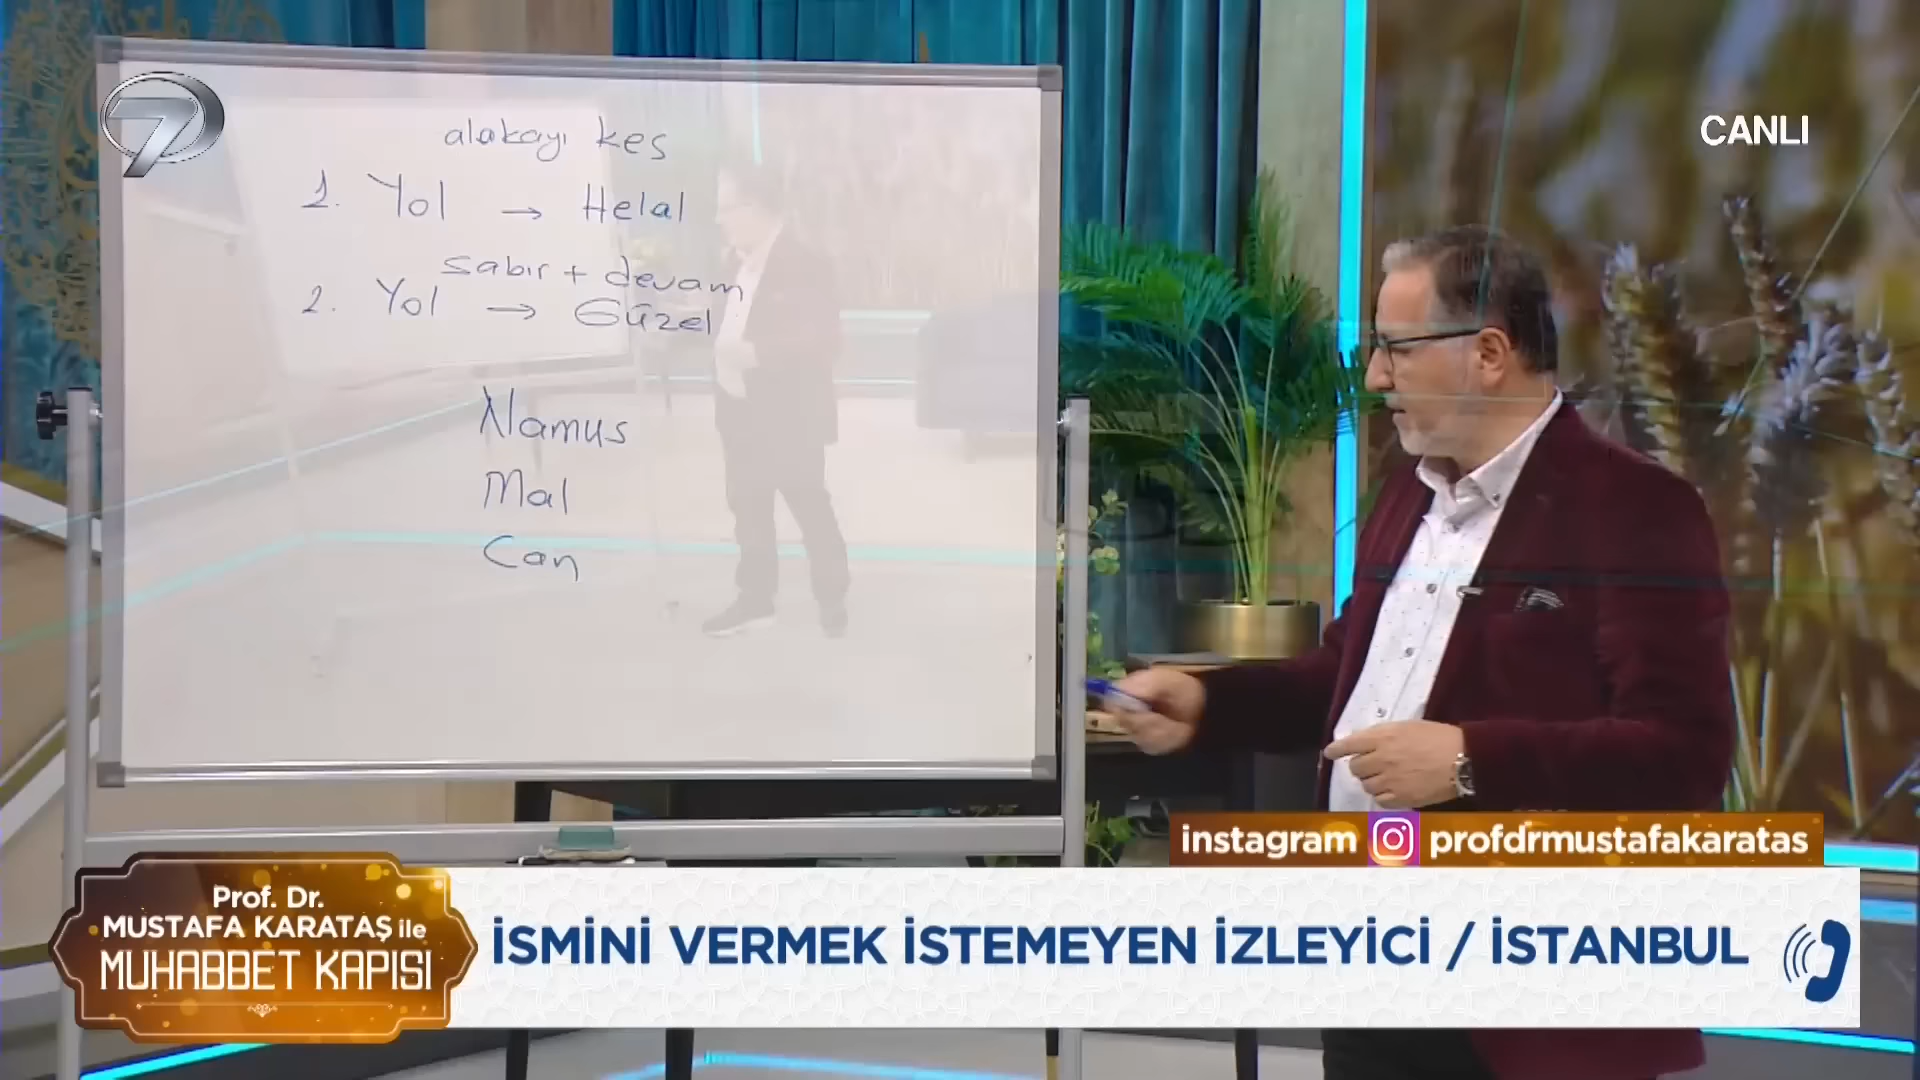 7
CANLI
alakayı kes
1. Yol → Helal
sabır + devam
2. Yol → Güzel
Namus
Mal
Can
instagram profdrmustafakaratas
Prof. Dr.
MUSTAFA KARATAŞ ile
MUHABBET KAPISI
İSMİNİ VERMEK İSTEMEYEN İZLEYİCİ / İSTANBUL